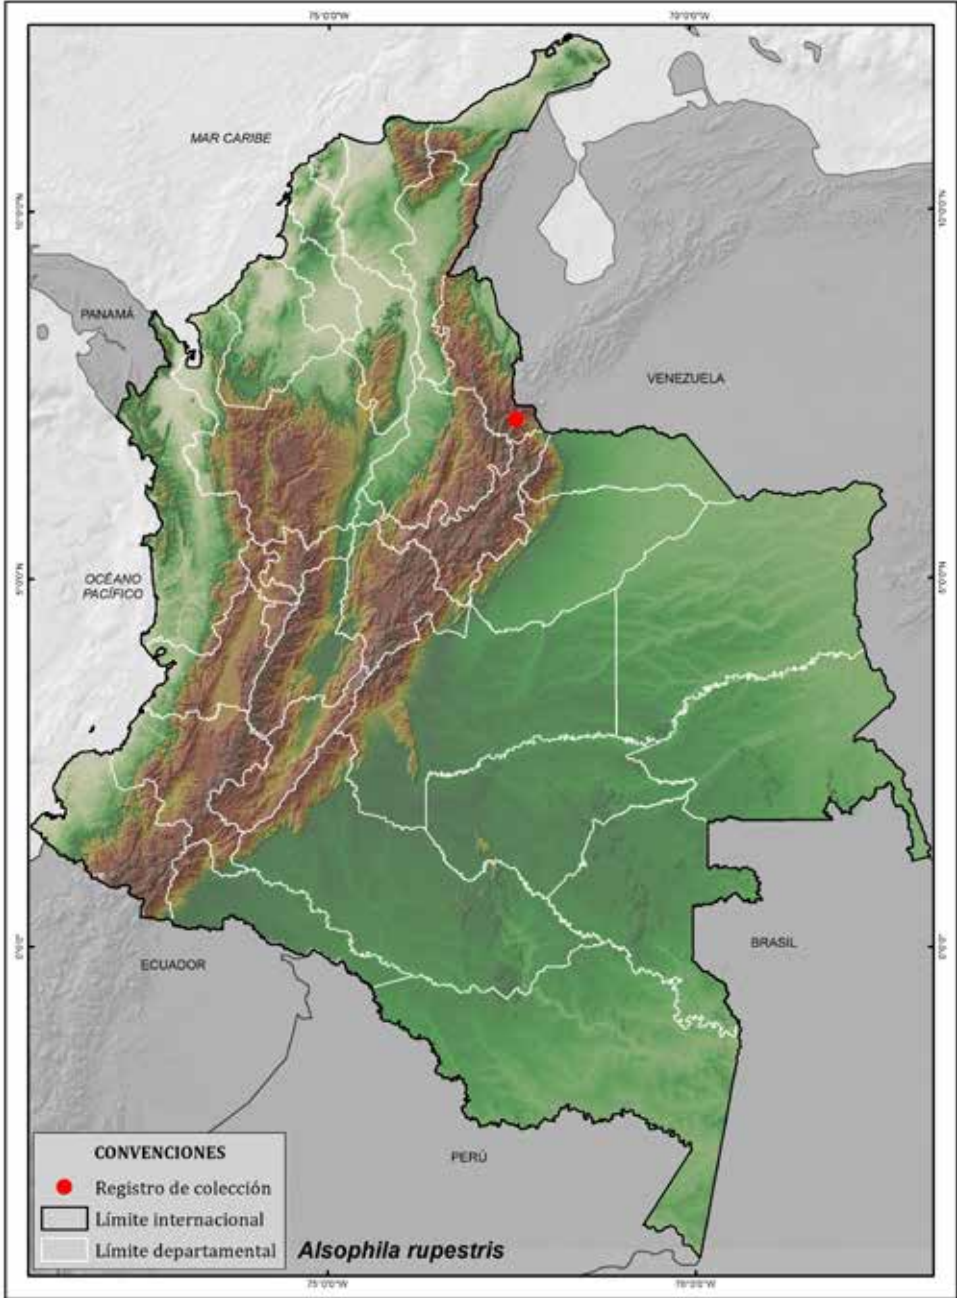 75°0'0"W
70°0'0"W
MAR CARIBE
10°0'0"N
10°0'0"N
PANAMÁ
VENEZUELA
OCÉANO
PACÍFICO
5°0'0"N
5°0'0"N
0°0'0"
0°0'0"
BRASIL
ECUADOR
PERÚ
CONVENCIONES
Registro de colección
Límite internacional
Límite departamental
Alsophila rupestris
75°0'0"W
70°0'0"W